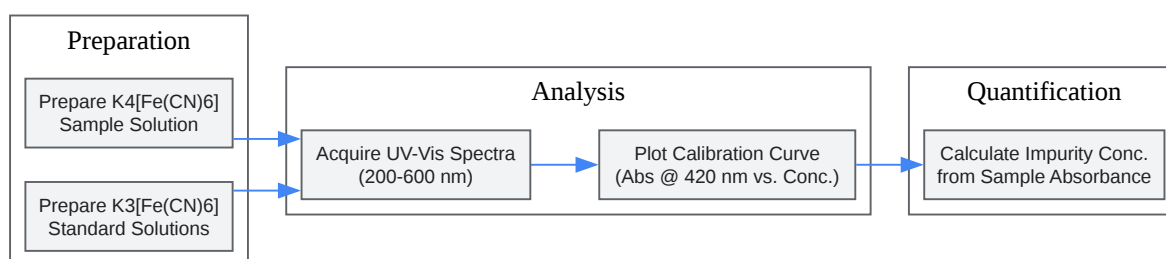 Preparation
Prepare K4[Fe(CN)6]
Sample Solution
Prepare K3[Fe(CN)6]
Standard Solutions
Analysis
Acquire UV-Vis Spectra
(200-600 nm)
Plot Calibration Curve
(Abs @ 420 nm vs. Conc.)
Quantification
Calculate Impurity Conc.
from Sample Absorbance